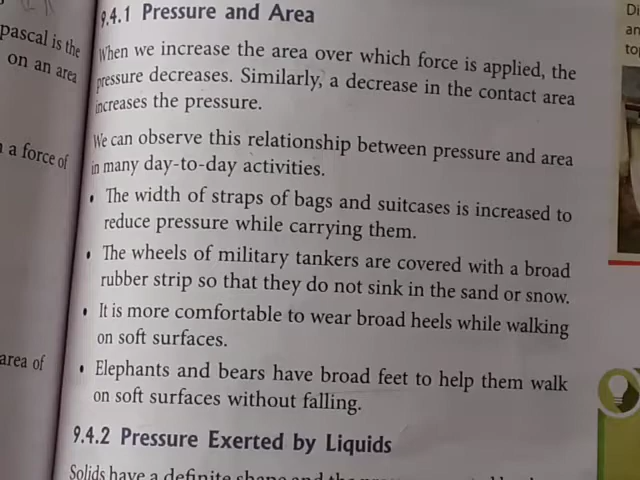 pascal is the
on an area
a force of
area of
9.4.1 Pressure and Area
When we increase the area over which force is applied, the
pressure decreases. Similarly, a decrease in the contact area
increases the pressure.
We can observe this relationship between pressure and area
in many day-to-day activities.
• The width of straps of bags and suitcases is increased to
reduce pressure while carrying them.
• The wheels of military tankers are covered with a broad
rubber strip so that they do not sink in the sand or snow.
• It is more comfortable to wear broad heels while walking
on soft surfaces.
• Elephants and bears have broad feet to help them walk
on soft surfaces without falling.
9.4.2 Pressure Exerted by Liquids
Solids have a definite shape and the